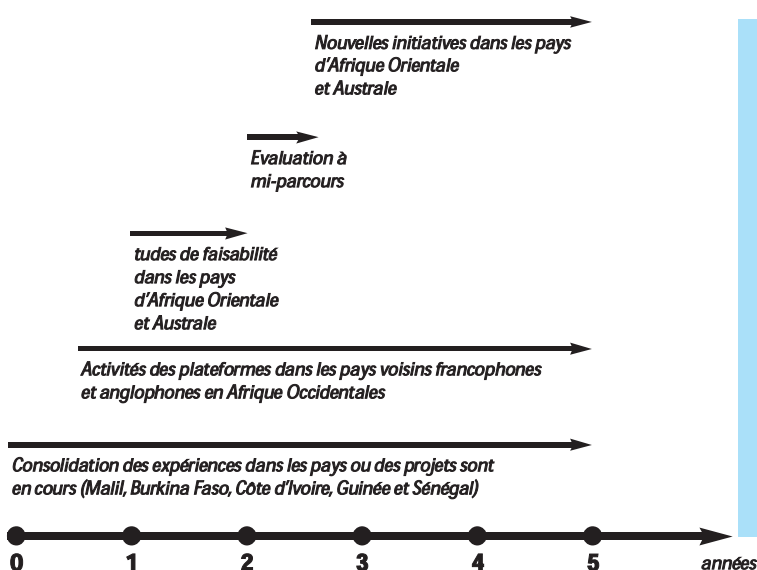 Nouvelles initiatives dans les pays
d'Afrique Orientale
et Australe
Evaluation à
mi-parcours
tudes de faisabilité
dans les pays
d'Afrique Orientale
et Australe
Activités des plateformes dans les pays voisins francophones
et anglophones en Afrique Occidentales
Consolidation des expériences dans les pays ou des projets sont
en cours (Malil, Burkina Faso, Côte d'Ivoire, Guinée et Sénégal)
0 1 2 3 4 5 années